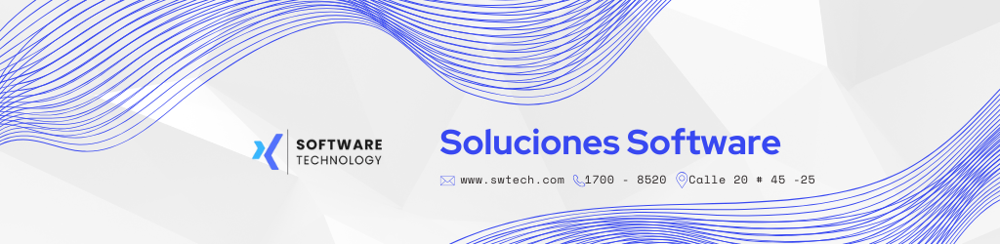 SOFTWARE
TECHNOLOGY
Soluciones Software
www.swtech.com 1700 - 8520 Calle 20 # 45 -25